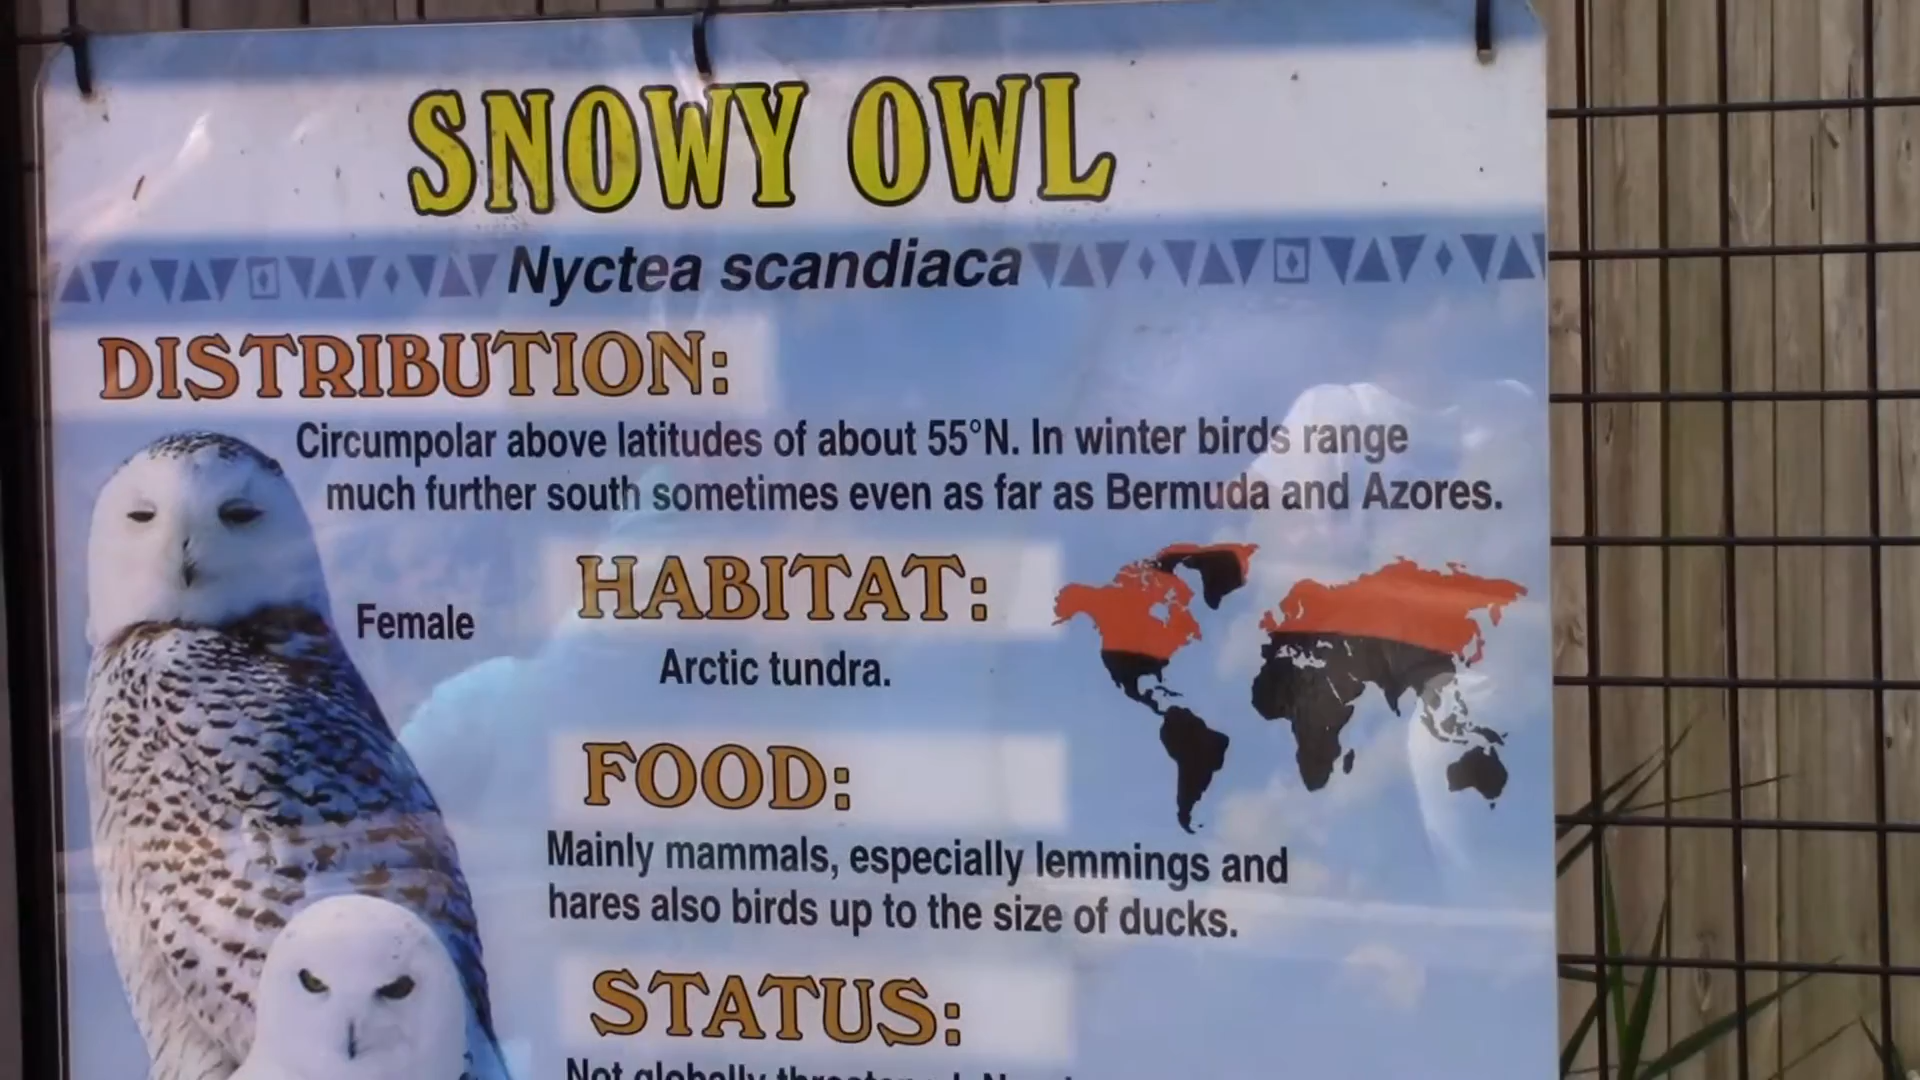 SNOWY OWL
Nyctea scandiaca
DISTRIBUTION:
Circumpolar above latitudes of about 55°N. In winter birds range
much further south sometimes even as far as Bermuda and Azores.
Female
HABITAT:
Arctic tundra.
FOOD:
Mainly mammals, especially lemmings and
hares also birds up to the size of ducks.
STATUS:
Not globally